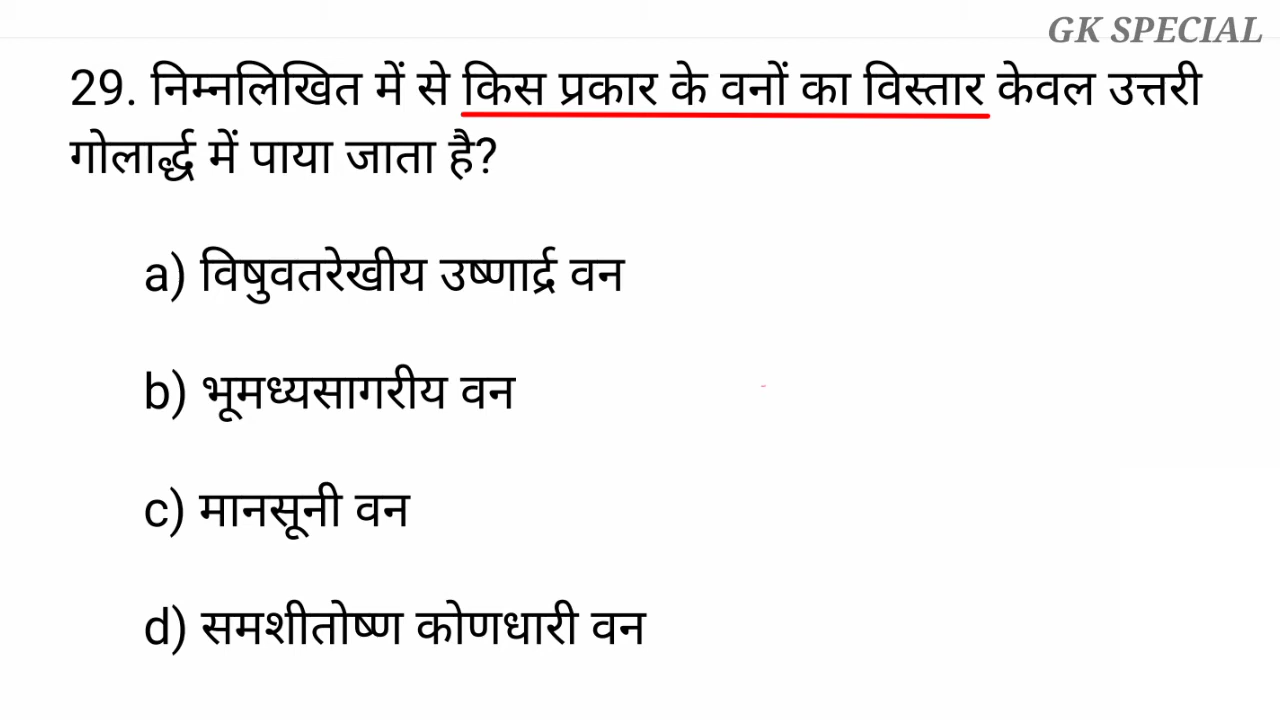 GK SPECIAL
29. निम्नलिखित में से किस प्रकार के वनों का विस्तार केवल उत्तरी
गोलार्द्ध में पाया जाता है?
a) विषुवतरेखीय उष्णार्द्र वन
b) भूमध्यसागरीय वन
c) मानसूनी वन
d) समशीतोष्ण कोणधारी वन